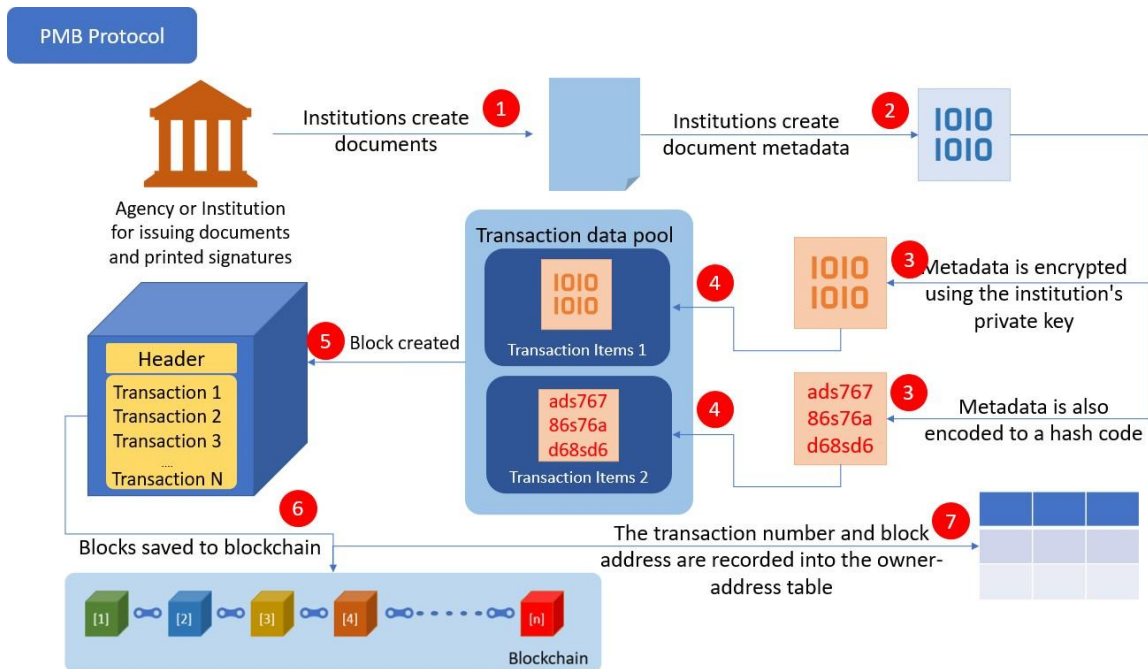 PMB Protocol
1
Institutions create
documents
2
Institutions create
document metadata
1010
1010
Agency or Institution
for issuing documents
and printed signatures
Transaction data pool
1010
1010
Transaction Items 1
4
1010
1010
3
Metadata is encrypted
using the institution's
private key
5
Block created
Header
Transaction 1
Transaction 2
Transaction 3
....
Transaction N
ads767
86s76a
d68sd6
Transaction Items 2
4
ads767
86s76a
d68sd6
3
Metadata is also
encoded to a hash code
6
Blocks saved to blockchain
7
The transaction number and block
address are recorded into the owner-
address table
[1]
[2]
[3]
[4]
[n]
Blockchain